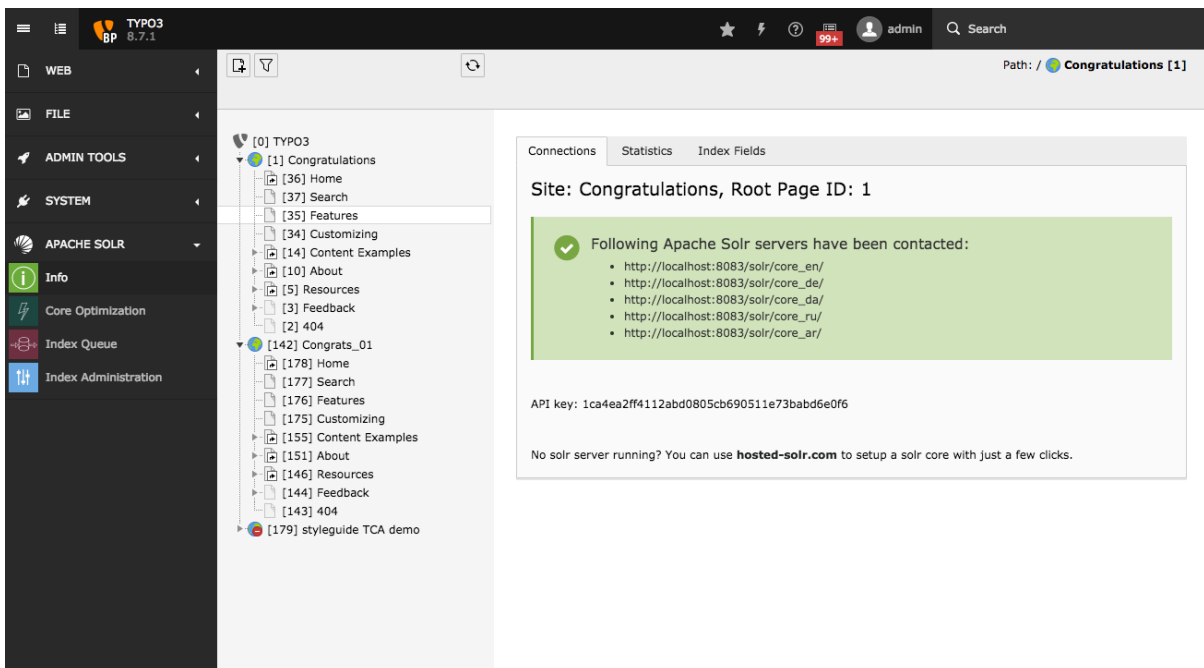 TYPO3
BP 8.7.1
99+
admin
Search
WEB
FILE
ADMIN TOOLS
SYSTEM
APACHE SOLR
Info
Core Optimization
Index Queue
Index Administration
[0] TYPO3
[1] Congratulations
[36] Home
[37] Search
[35] Features
[34] Customizing
[14] Content Examples
[10] About
[5] Resources
[3] Feedback
[2] 404
[142] Congrats_01
[178] Home
[177] Search
[176] Features
[175] Customizing
[155] Content Examples
[151] About
[146] Resources
[144] Feedback
[143] 404
[179] styleguide TCA demo
Path: / Congratulations [1]
Connections Statistics Index Fields
Site: Congratulations, Root Page ID: 1
Following Apache Solr servers have been contacted:
• http://localhost:8083/solr/core_en/
• http://localhost:8083/solr/core_de/
• http://localhost:8083/solr/core_da/
• http://localhost:8083/solr/core_ru/
• http://localhost:8083/solr/core_ar/
API key: 1ca4ea2ff4112abd0805cb690511e73babd6e0f6
No solr server running? You can use hosted-solr.com to setup a solr core with just a few clicks.